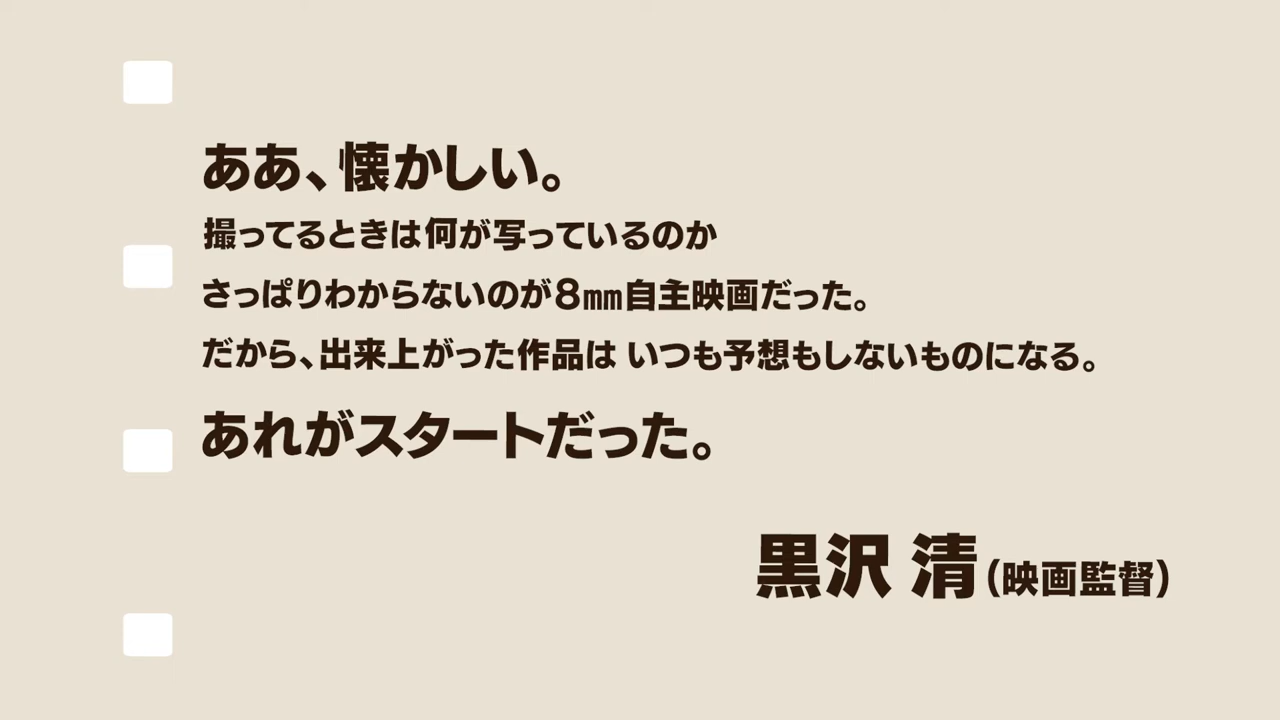 ああ、懐かしい。
撮ってるときは何が写っているのか
さっぱりわからないのが8㎜自主映画だった。
だから、出来上がった作品は いつも予想もしないものになる。
あれがスタートだった。
黒沢 清(映画監督)